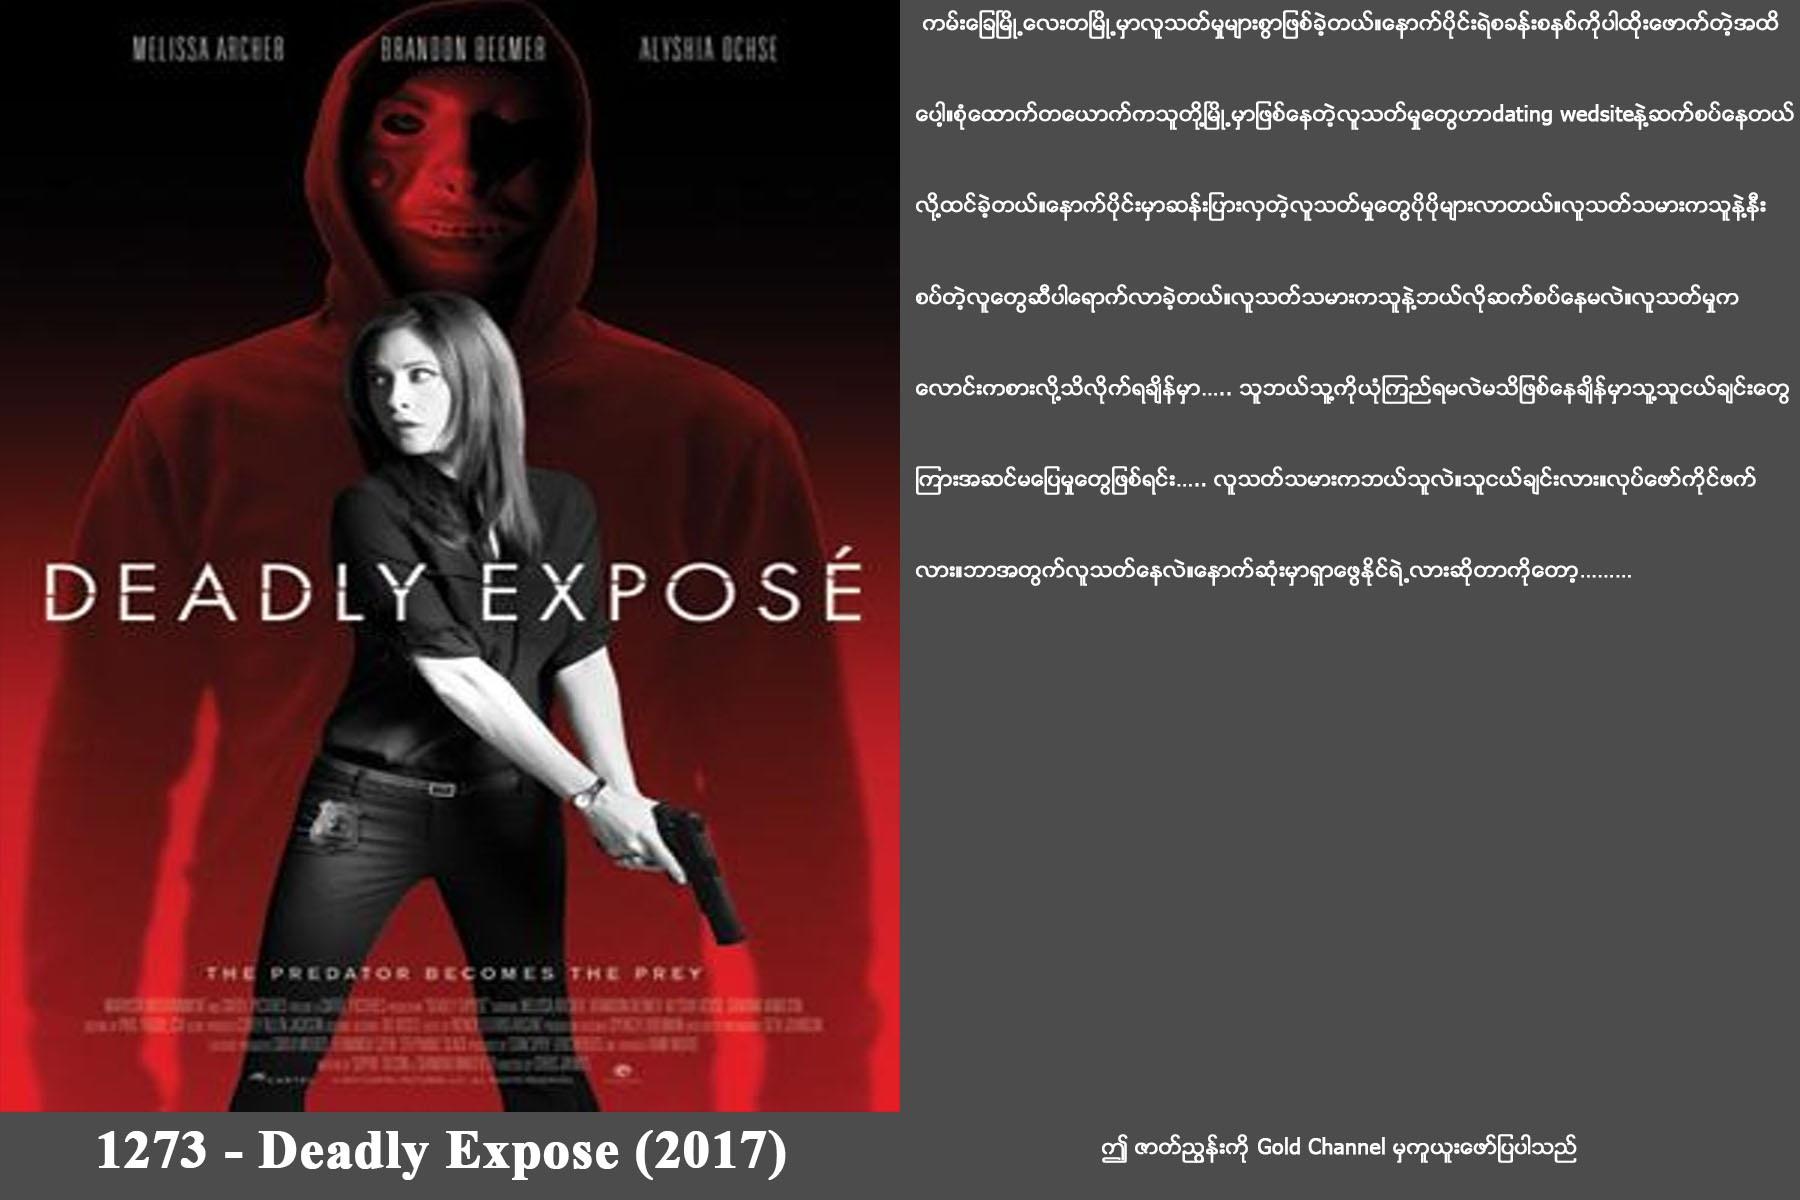 MELISSA ARCHER BRANDON BEEMER ALYSHIA OCHSE
DEADLY EXPOSÉ
THE PREDATOR BECOMES THE PREY
1273 - Deadly Expose (2017)
ကမ်းခြေမြို့လေးတမြို့မှာလူသတ်မှုများစွာဖြစ်ခဲ့တယ်။နောက်ပိုင်းရဲစခန်းစနစ်ကိုပါထိုးဖောက်တဲ့အထိ
ပေါ့။စုံထောက်တယောက်ကသူတို့မြို့မှာဖြစ်နေတဲ့လူသတ်မှုတွေဟာdating wedsiteနဲ့ဆက်စပ်နေတယ်
လို့ထင်ခဲ့တယ်။နောက်ပိုင်းမှာဆန်းပြားလှတဲ့လူသတ်မှုတွေပိုပိုများလာတယ်။လူသတ်သမားကသူနဲ့နီး
စပ်တဲ့လူတွေဆီပါရောက်လာခဲ့တယ်။လူသတ်သမားကသူနဲ့ဘယ်လိုဆက်စပ်နေမလဲ။လူသတ်မှုက
လောင်းကစားလို့သိလိုက်ရချိန်မှာ..... သူဘယ်သူ့ကိုယုံကြည်ရမလဲမသိဖြစ်နေချိန်မှာသူ့သူငယ်ချင်းတွေ
ကြားအဆင်မပြေမှုတွေဖြစ်ရင်း..... လူသတ်သမားကဘယ်သူလဲ။သူငယ်ချင်းလား။လုပ်ဖော်ကိုင်ဖက်
လား။ဘာအတွက်လူသတ်နေလဲ။နောက်ဆုံးမှာရှာဖွေနိုင်ရဲ့လားဆိုတာကိုတော့.........
ဤ ဇာတ်ညွှန်းကို Gold Channel မှကူယူးဖော်ပြပါသည်